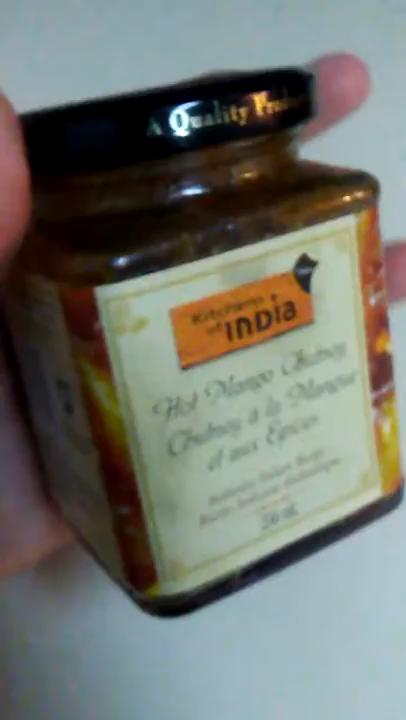 A Quality Product
Kitchens
of INDIA
Hot Mango Chutney
Chutney à la Mangue
et aux Épices